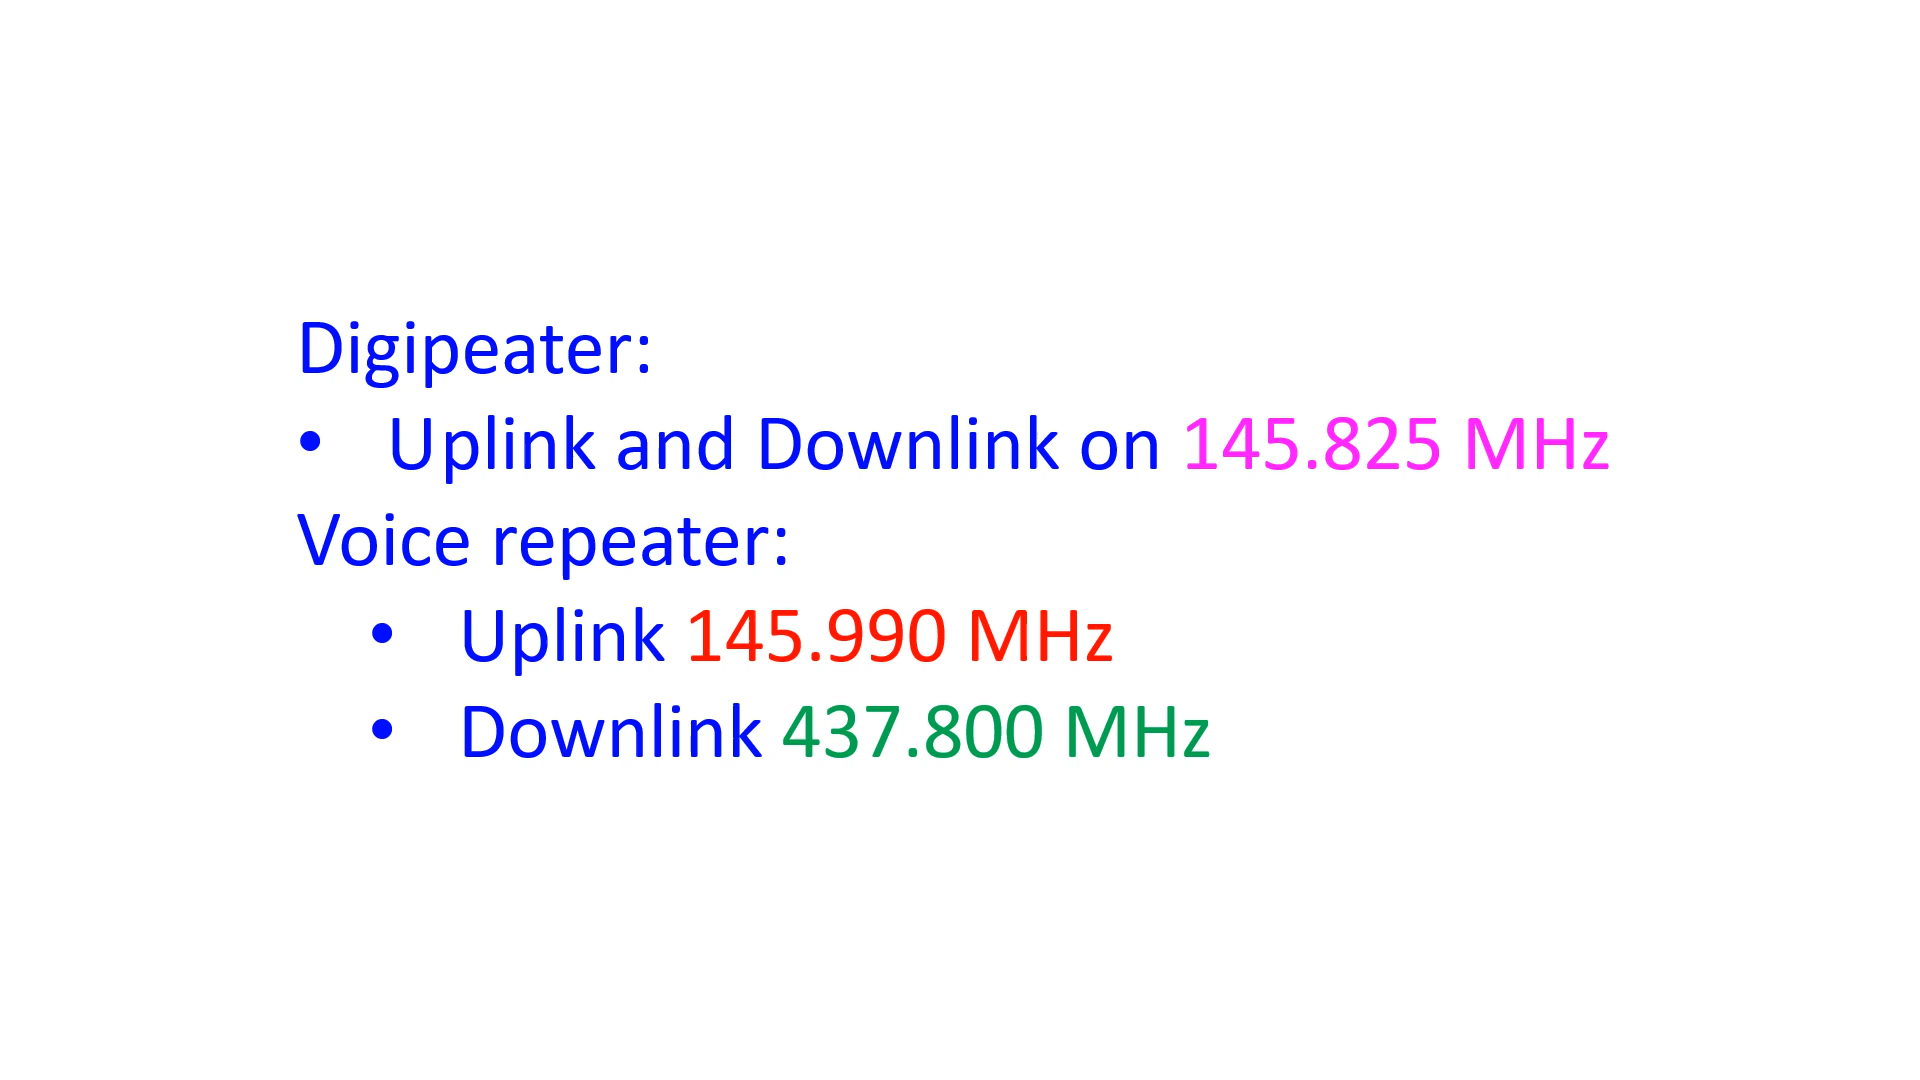 Digipeater:
• Uplink and Downlink on 145.825 MHz
Voice repeater:
• Uplink 145.990 MHz
• Downlink 437.800 MHz